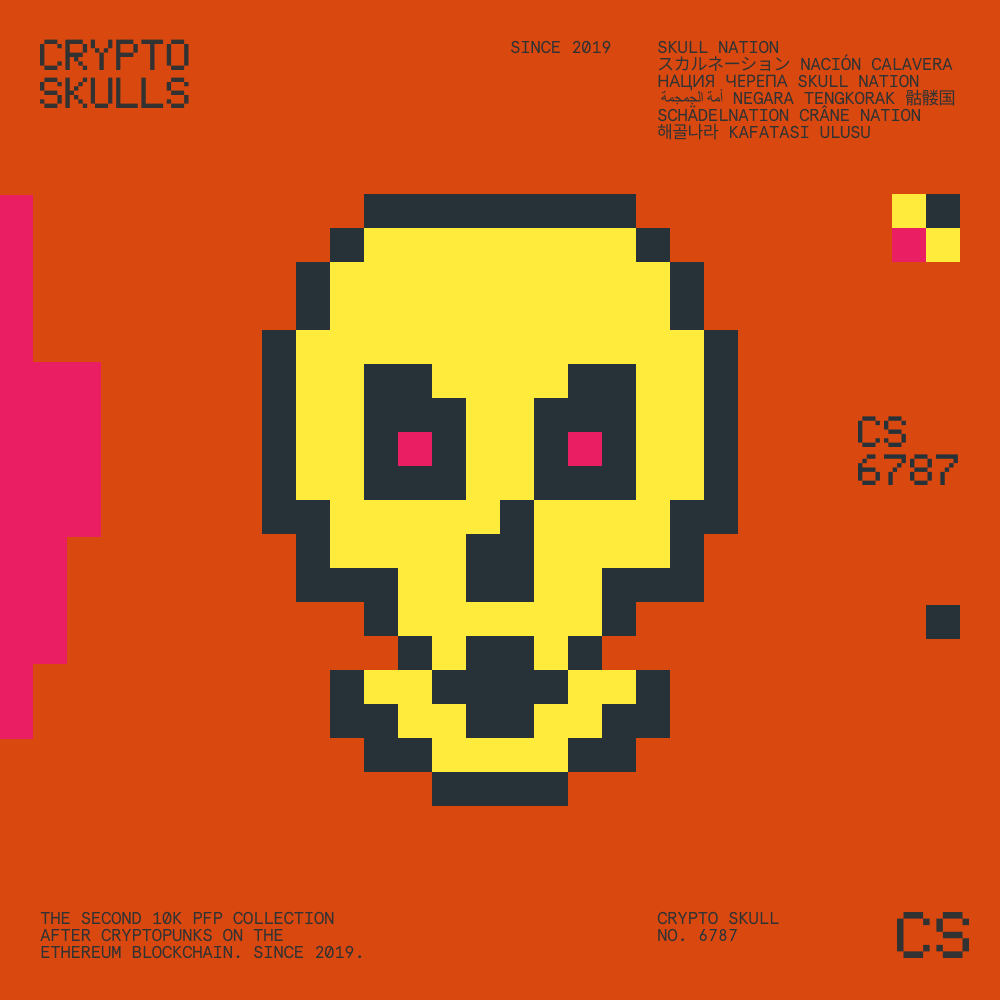 CRYPTO
SKULLS
SINCE 2019
SKULL NATION
スカルネーション NACIÓN CALAVERA
НАЦИЯ ЧЕРЕПА SKULL NATION
أمة الجمجمة NEGARA TENGKORAK 骷髅国
SCHÄDELNATION CRÂNE NATION
해골나라 KAFATASI ULUSU
CS
6787
THE SECOND 10K PFP COLLECTION
AFTER CRYPTOPUNKS ON THE
ETHEREUM BLOCKCHAIN. SINCE 2019.
CRYPTO SKULL
NO. 6787
CS